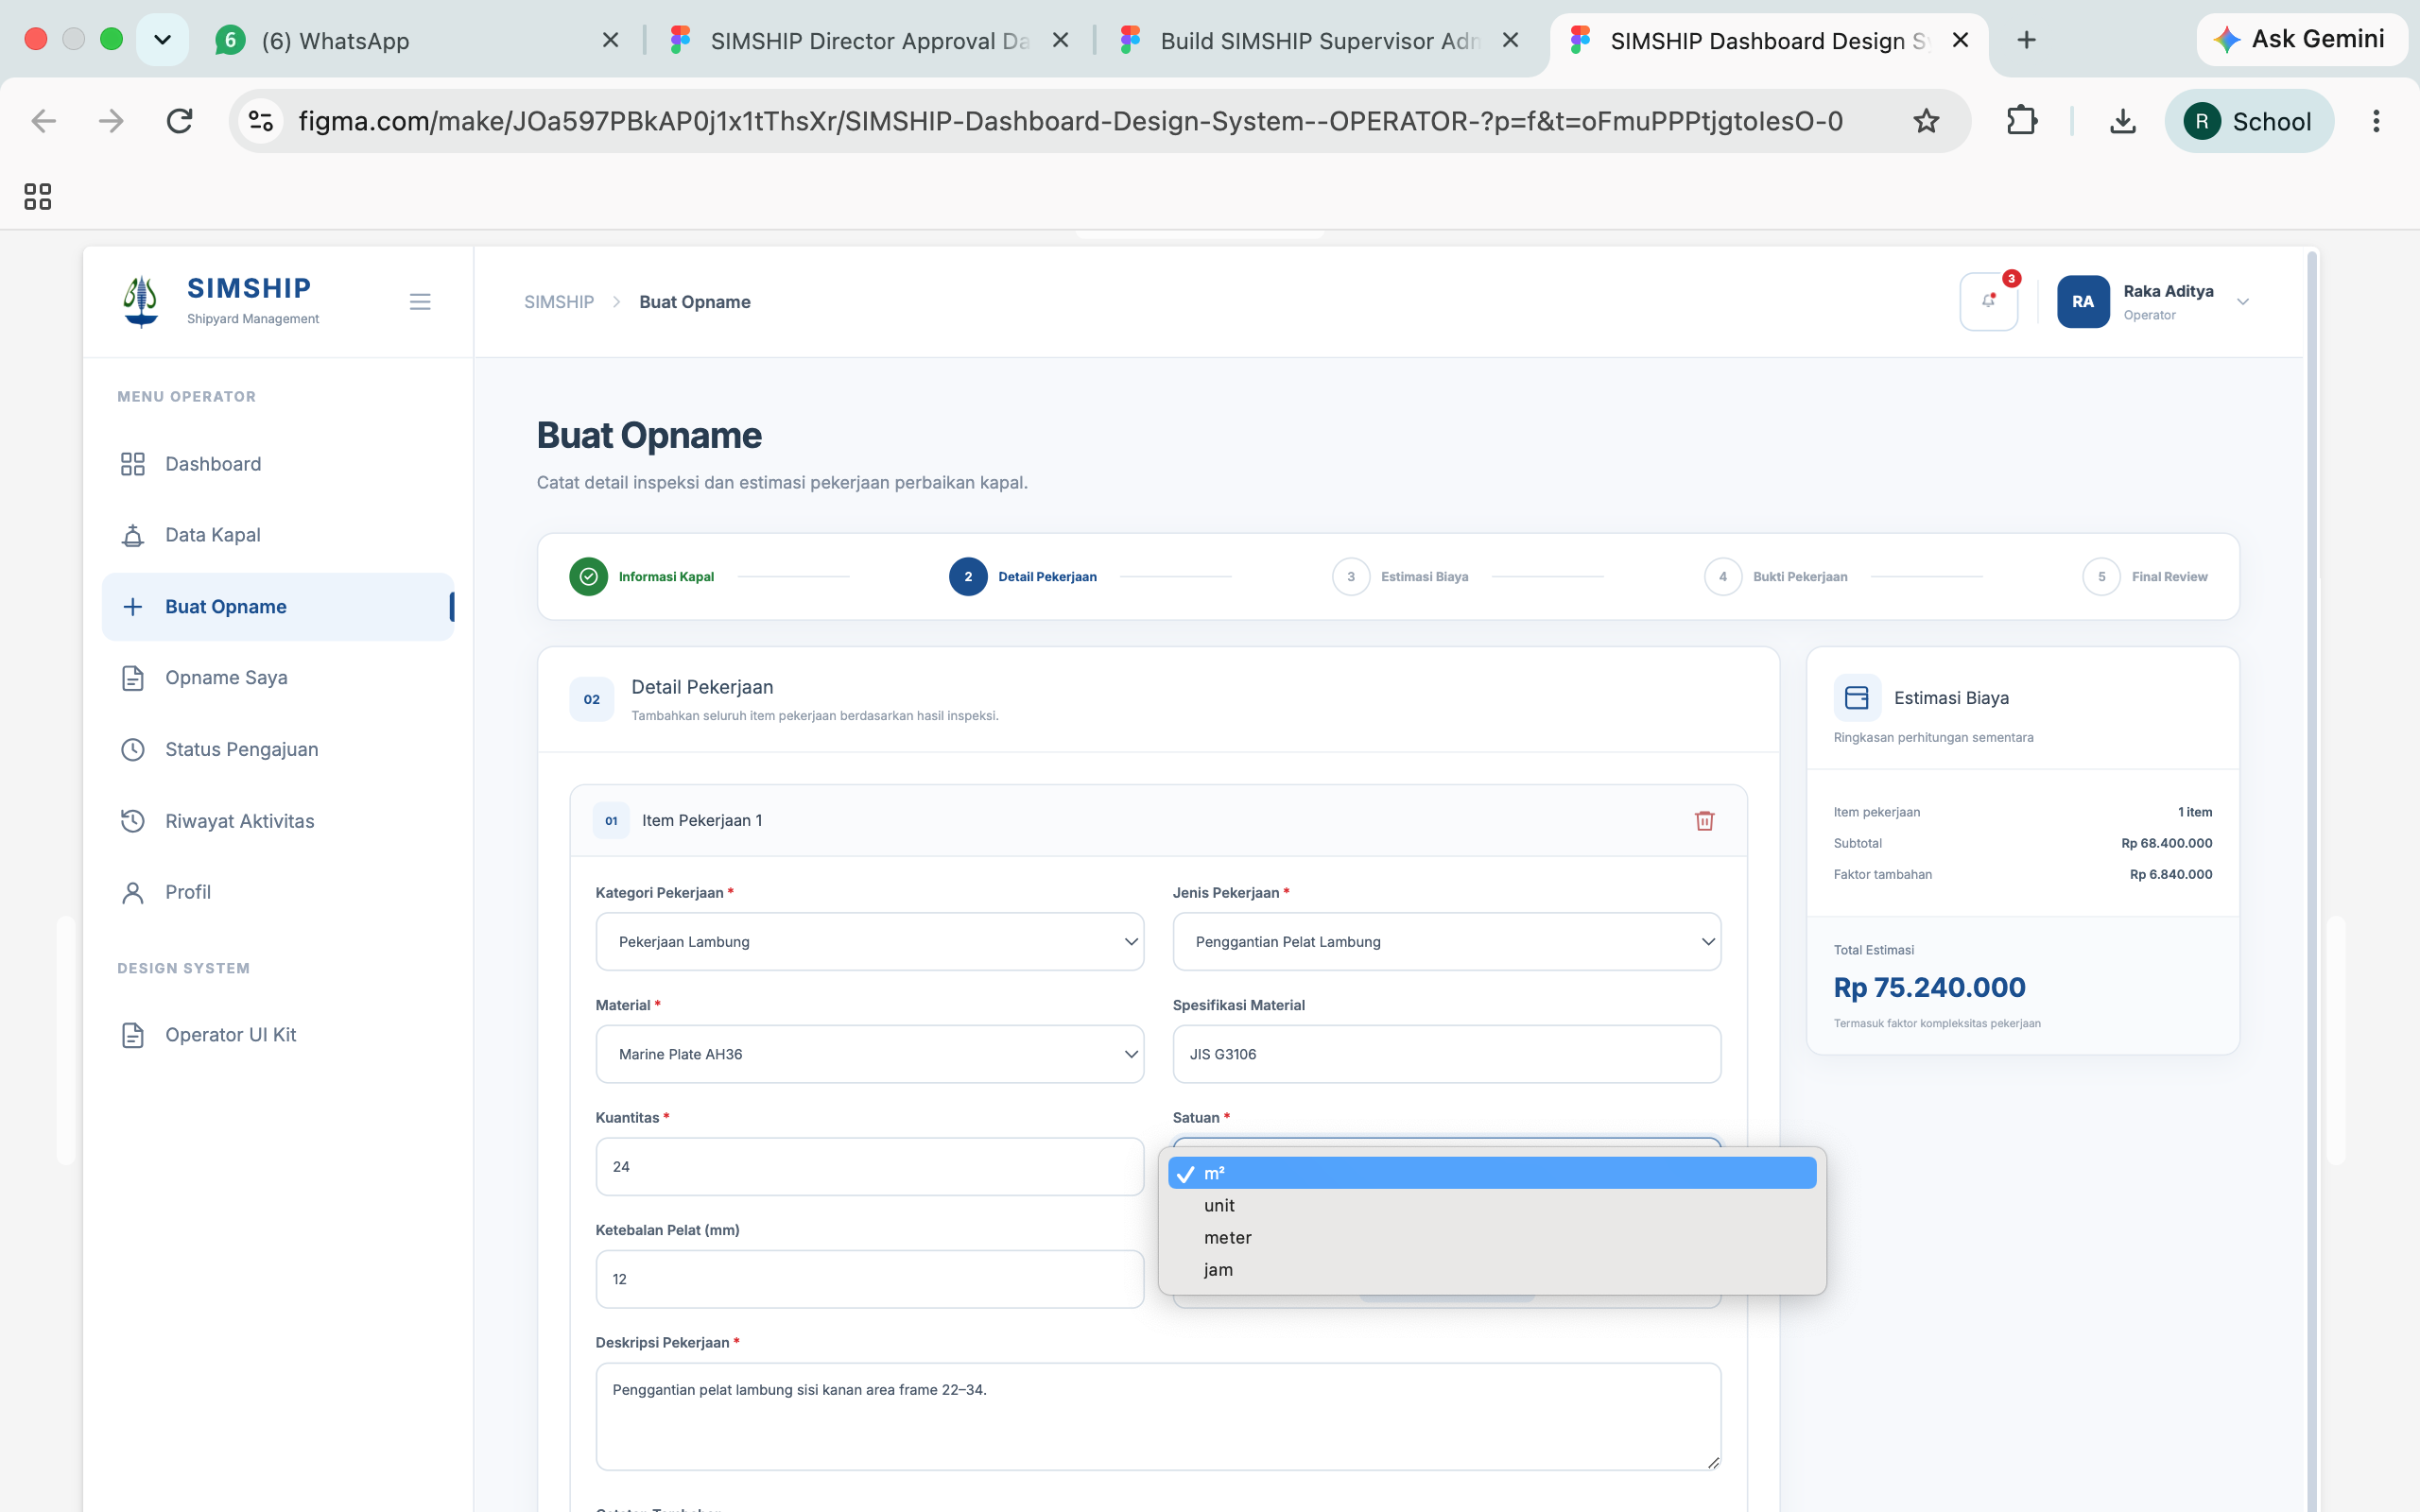 6 (6) WhatsApp
SIMSHIP Director Approval Da
Build SIMSHIP Supervisor Adm
SIMSHIP Dashboard Design Sy
Ask Gemini
figma.com/make/JOa597PBkAP0j1x1tThsXr/SIMSHIP-Dashboard-Design-System--OPERATOR-?p=f&t=oFmuPPPtjgtoIesO-0
R School
SIMSHIP
Shipyard Management
SIMSHIP > Buat Opname
3
RA
Raka Aditya
Operator
MENU OPERATOR
Dashboard
Data Kapal
Buat Opname
Opname Saya
Status Pengajuan
Riwayat Aktivitas
Profil
DESIGN SYSTEM
Operator UI Kit
Buat Opname
Catat detail inspeksi dan estimasi pekerjaan perbaikan kapal.
Informasi Kapal
2 Detail Pekerjaan
3 Estimasi Biaya
4 Bukti Pekerjaan
5 Final Review
02
Detail Pekerjaan
Tambahkan seluruh item pekerjaan berdasarkan hasil inspeksi.
01 Item Pekerjaan 1
Kategori Pekerjaan *
Pekerjaan Lambung
Jenis Pekerjaan *
Penggantian Pelat Lambung
Material *
Marine Plate AH36
Spesifikasi Material
JIS G3106
Kuantitas *
24
Satuan *
m²
unit
meter
jam
Ketebalan Pelat (mm)
12
Deskripsi Pekerjaan *
Penggantian pelat lambung sisi kanan area frame 22–34.
Estimasi Biaya
Ringkasan perhitungan sementara
Item pekerjaan 1 item
Subtotal Rp 68.400.000
Faktor tambahan Rp 6.840.000
Total Estimasi
Rp 75.240.000
Termasuk faktor kompleksitas pekerjaan